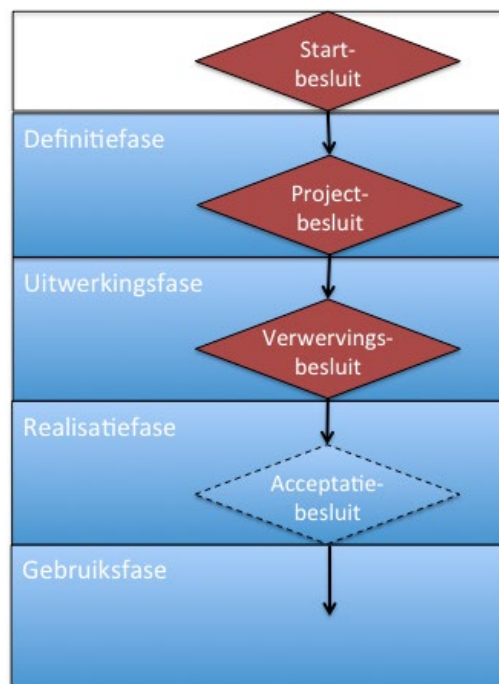 Start-
besluit
Definitiefase
Project-
besluit
Uitwerkingsfase
Verwervings-
besluit
Realisatiefase
Acceptatie-
besluit
Gebruiksfase